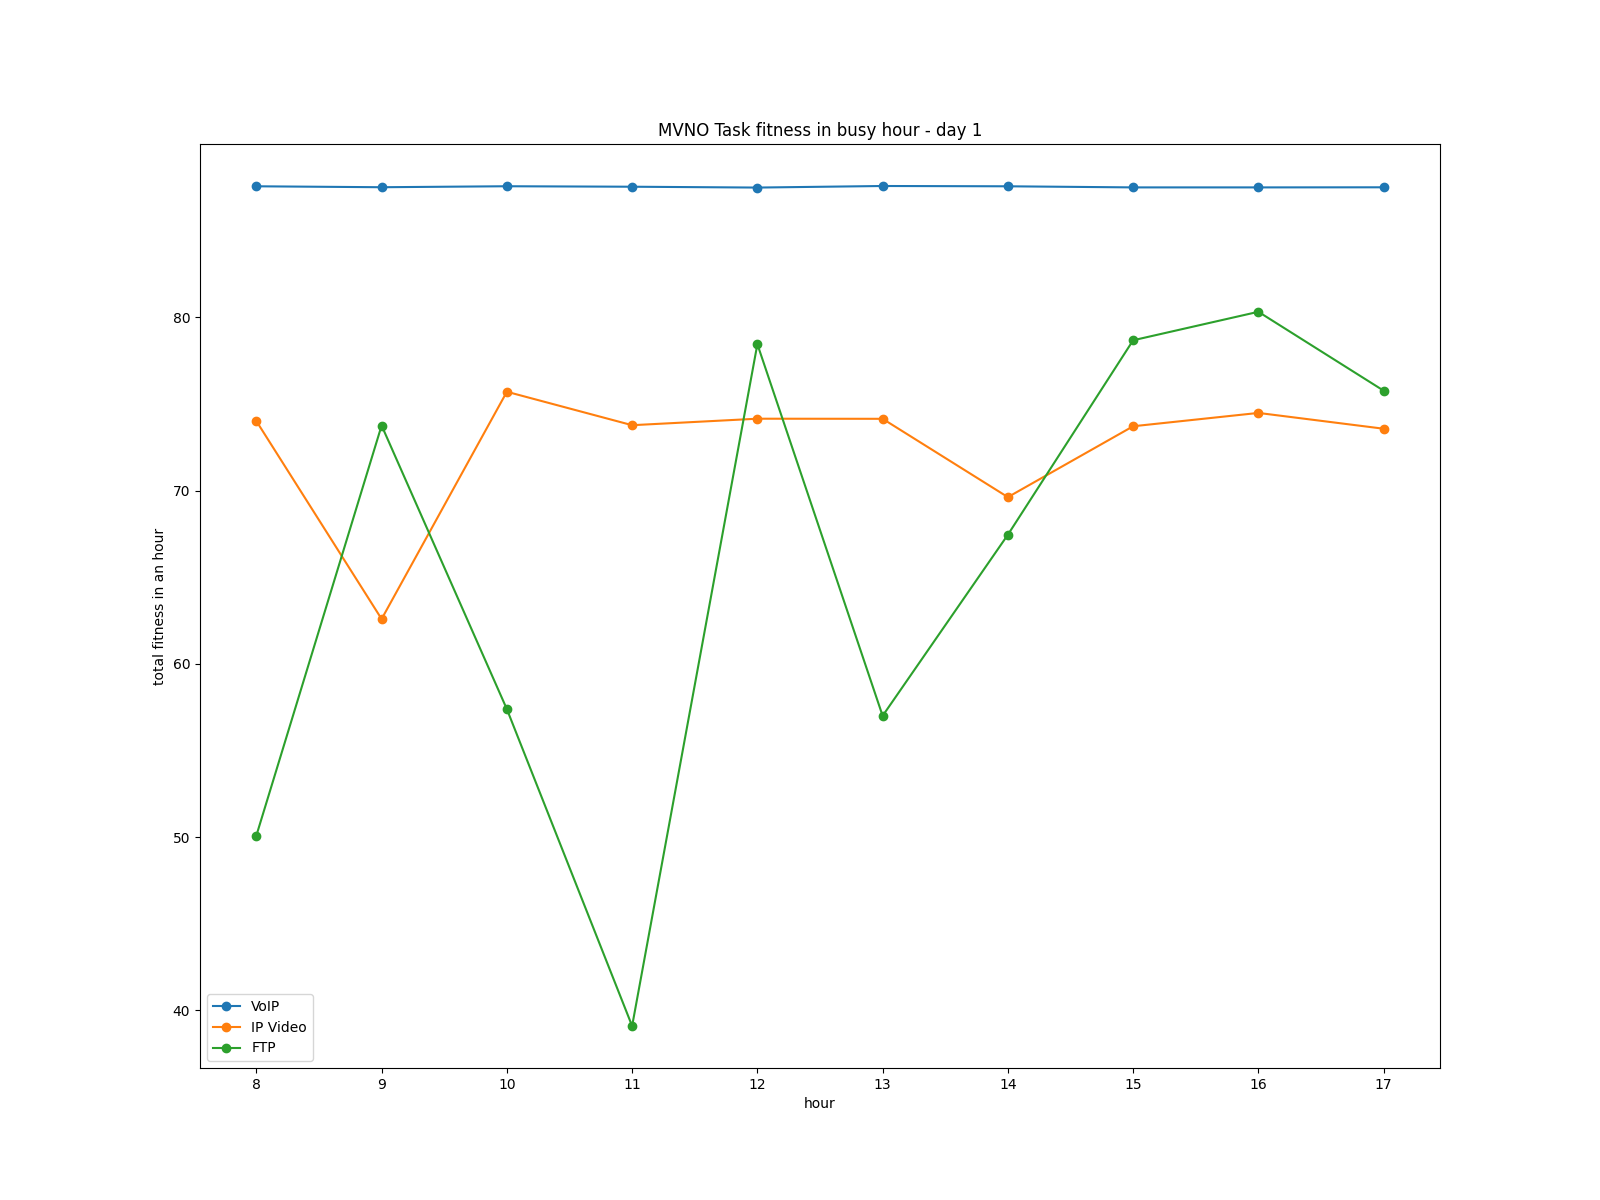 MVNO Task fitness in busy hour - day 1
total fitness in an hour
80
70
60
50
40
VoIP
IP Video
FTP
8 9 10 11 12 13 14 15 16 17
hour